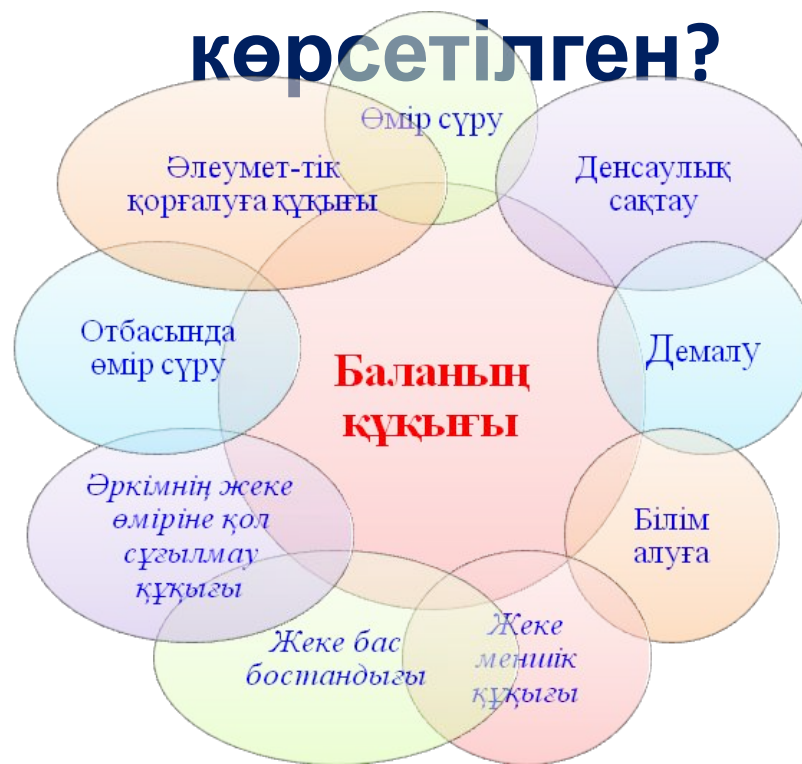 көрсетілген?
Өмір сүру
Денсаулық
сақтау
Демалу
Білім
алуға
Жеке
меншік
құқығы
Жеке бас
бостандығы
Әркімнің жеке
өміріне қол
сұғылмау
құқығы
Отбасында
өмір сүру
Әлеумет-тік
қорғалуға құқығы
Баланың
құқығы